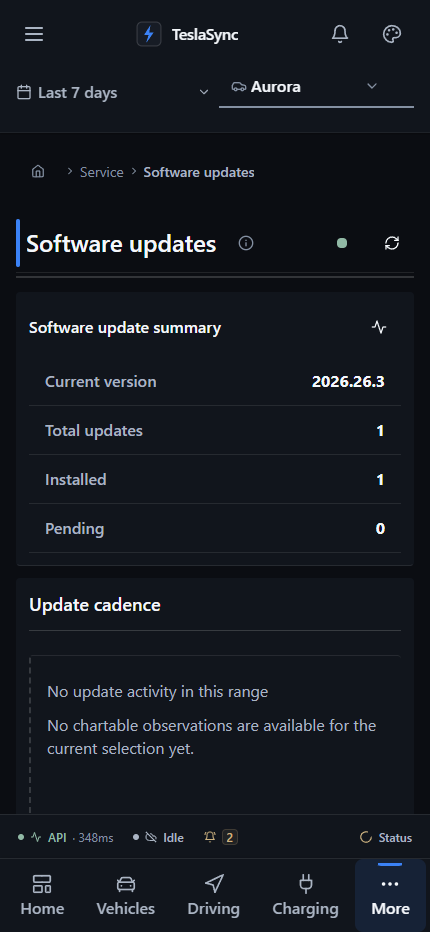 TeslaSync
Last 7 days
Aurora
Service
Software updates
Software updates
Software update summary
Current version 2026.26.3
Total updates 1
Installed 1
Pending 0
Update cadence
No update activity in this range
No chartable observations are available for the
current selection yet.
API · 348ms Idle 2 Status
Home Vehicles Driving Charging More